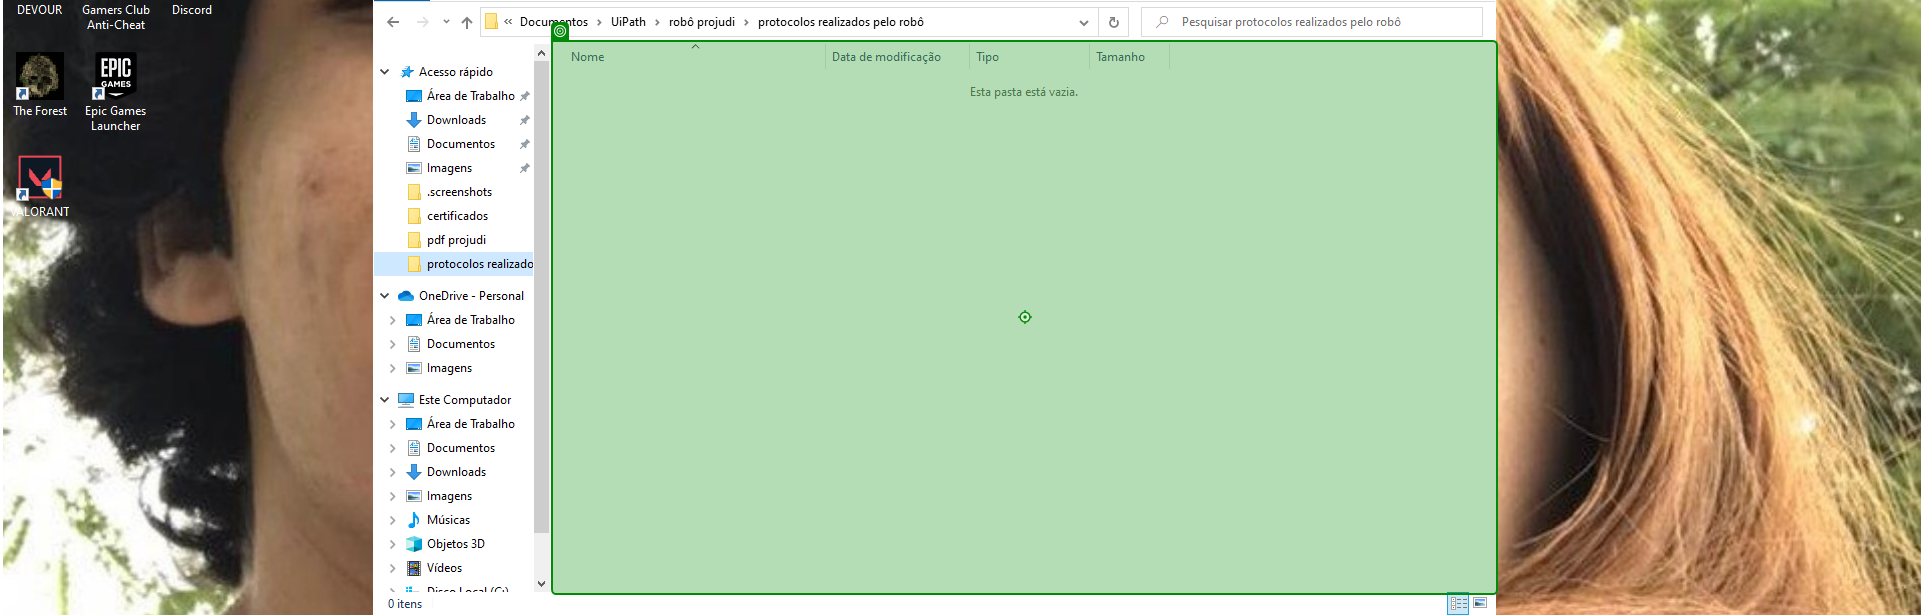 DEVOUR
Gamers Club
Anti-Cheat
Discord
The Forest
EPIC
GAMES
Epic Games
Launcher
VALORANT
« Documentos > UiPath > robô projudi > protocolos realizados pelo robô
Pesquisar protocolos realizados pelo robô
Acesso rápido
Área de Trabalho
Downloads
Documentos
Imagens
.screenshots
certificados
pdf projudi
protocolos realizado
OneDrive - Personal
Área de Trabalho
Documentos
Imagens
Este Computador
Área de Trabalho
Documentos
Downloads
Imagens
Músicas
Objetos 3D
Vídeos
Disco Local (C:)
Nome Data de modificação Tipo Tamanho
Esta pasta está vazia.
0 itens